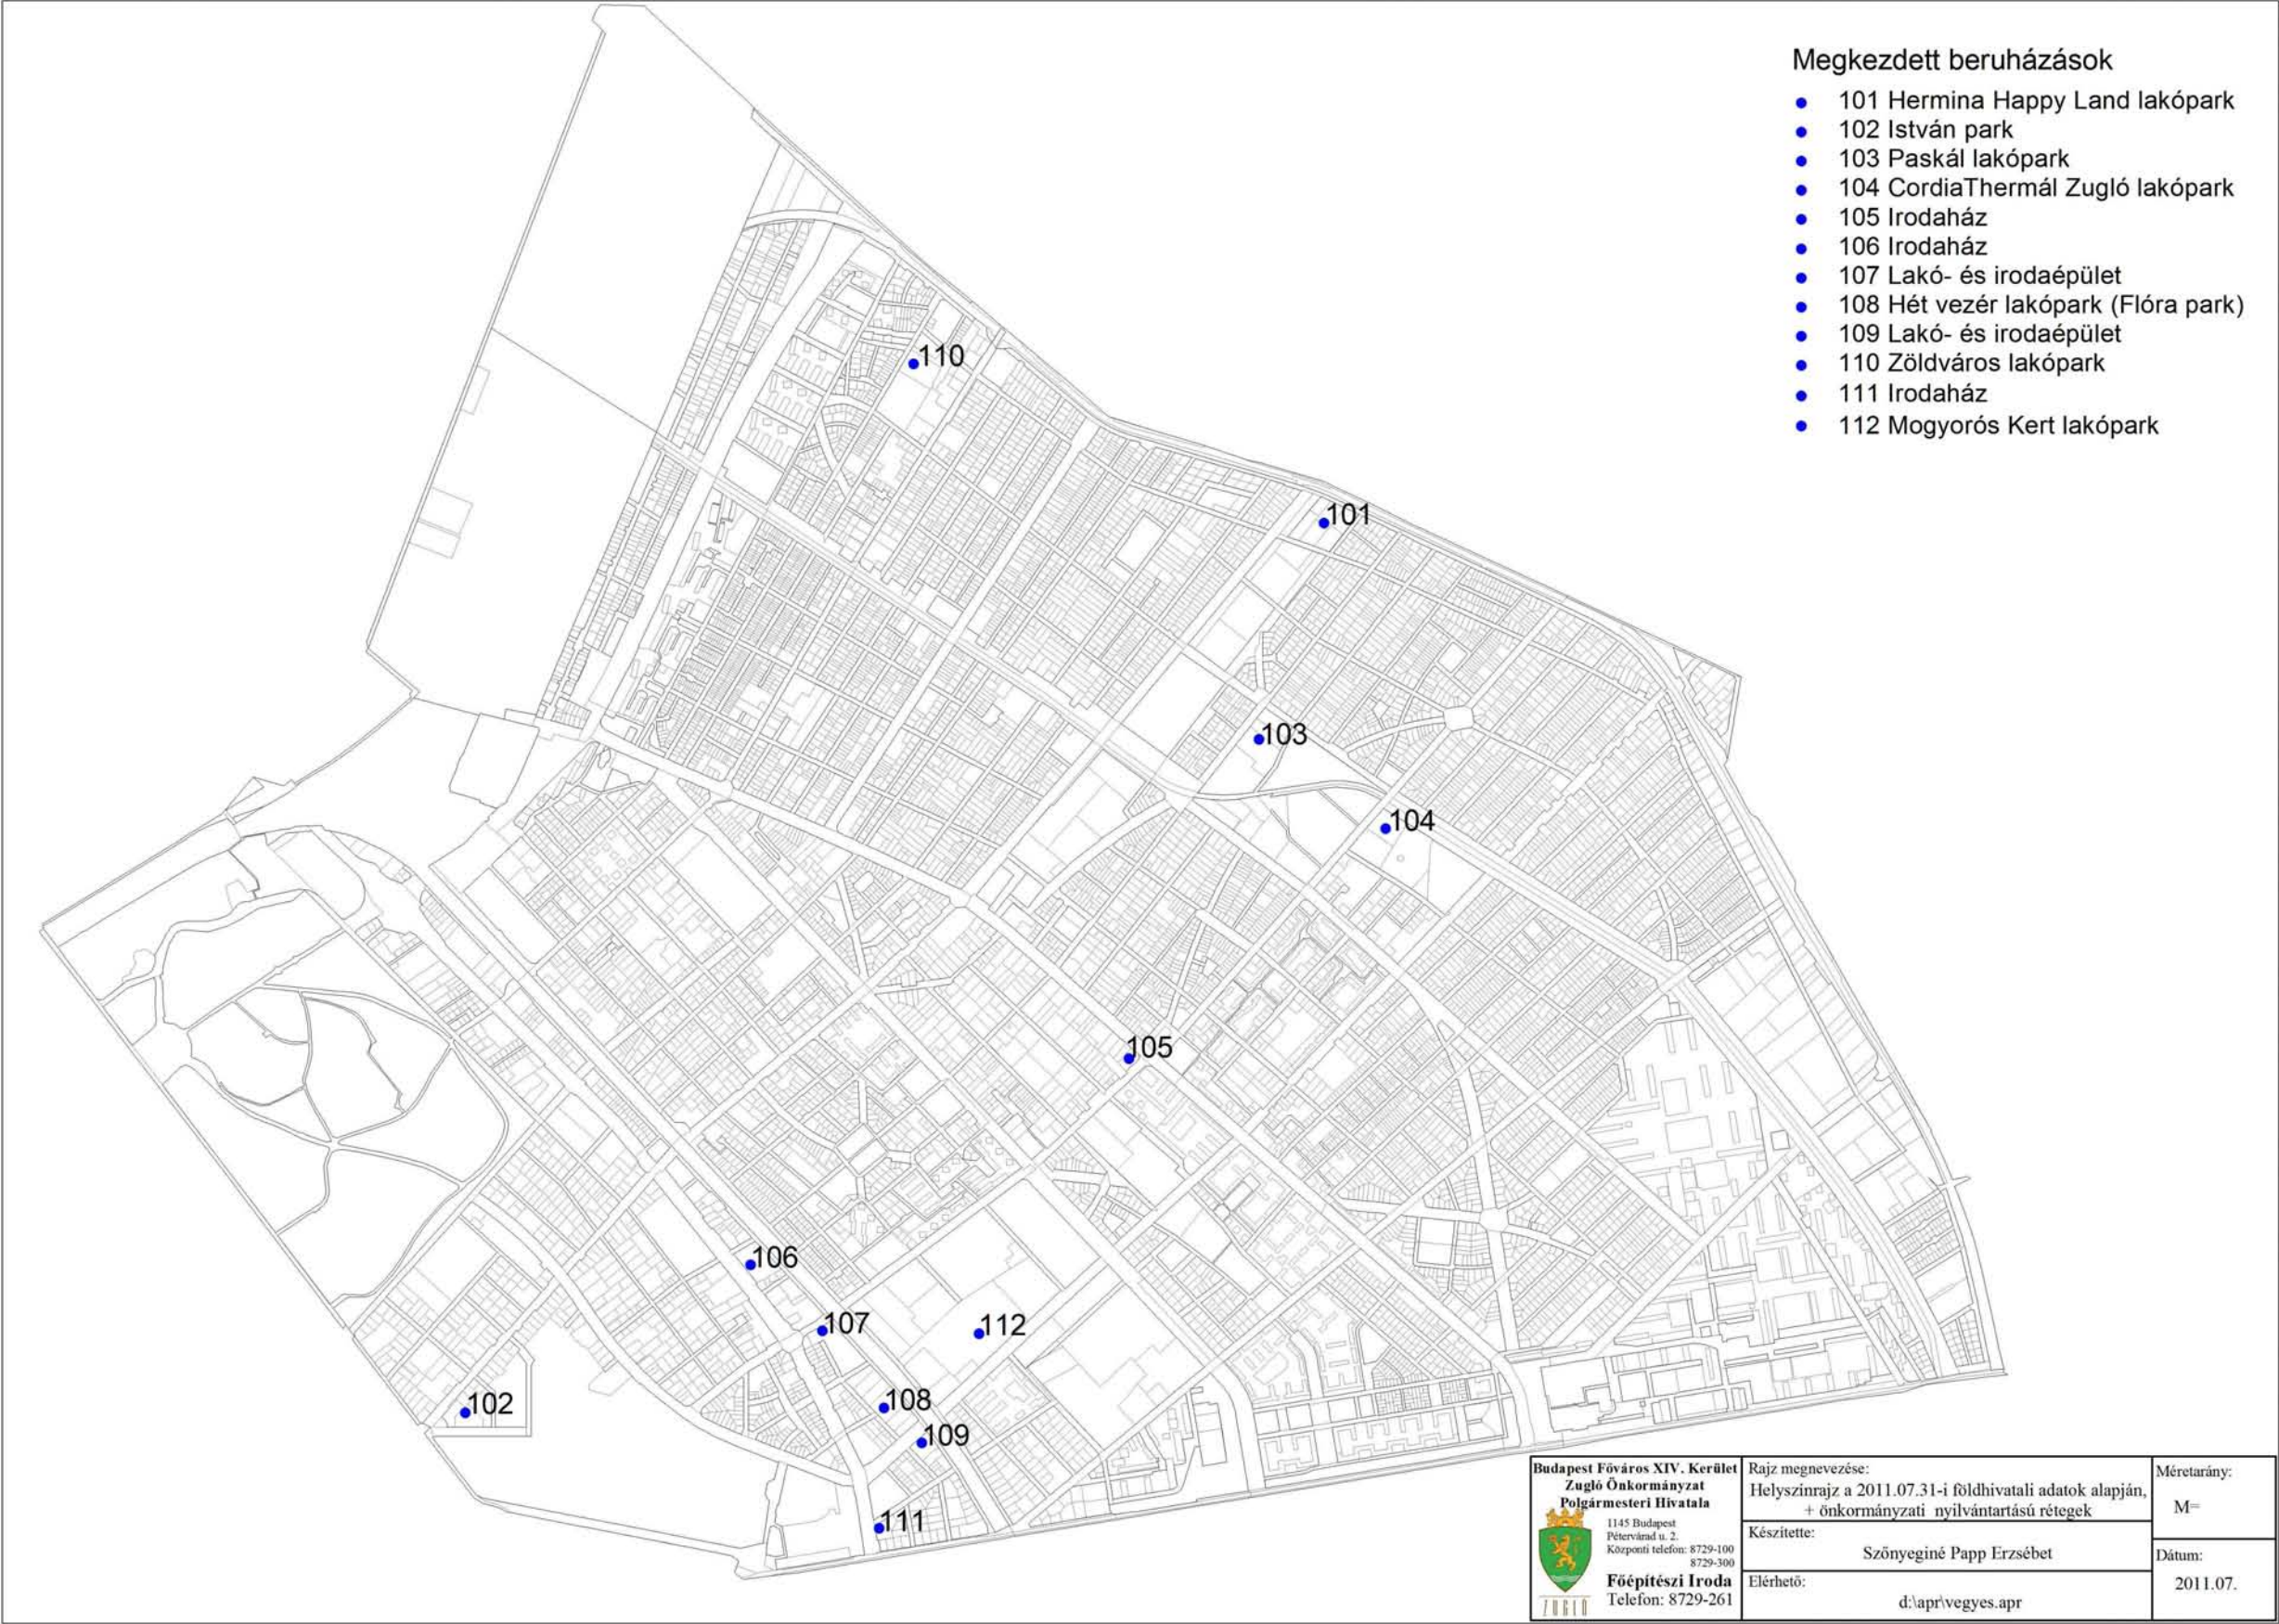 Megkezdett beruházások
101 Hermina Happy Land lakópark
102 István park
103 Paskál lakópark
104 CordiaThermál Zugló lakópark
105 Irodaház
106 Irodaház
107 Lakó- és irodaépület
108 Hét vezér lakópark (Flóra park)
109 Lakó- és irodaépület
110 Zöldváros lakópark
111 Irodaház
112 Mogyorós Kert lakópark
110
101
103
104
105
106
107
112
102
108
109
111
Budapest Főváros XIV. Kerület
Zugló Önkormányzat
Polgármesteri Hivatala
1145 Budapest
Pétervárad u. 2.
Központi telefon: 8729-100
8729-300
Főépítészi Iroda
Telefon: 8729-261
ZUGLÓ
Rajz megnevezése:
Helyszínrajz a 2011.07.31-i földhivatali adatok alapján,
+ önkormányzati nyilvántartású rétegek
Készítette:
Szőnyeginé Papp Erzsébet
Elérhető:
d:\apr\vegyes.apr
Méretarány:
M=
Dátum:
2011.07.